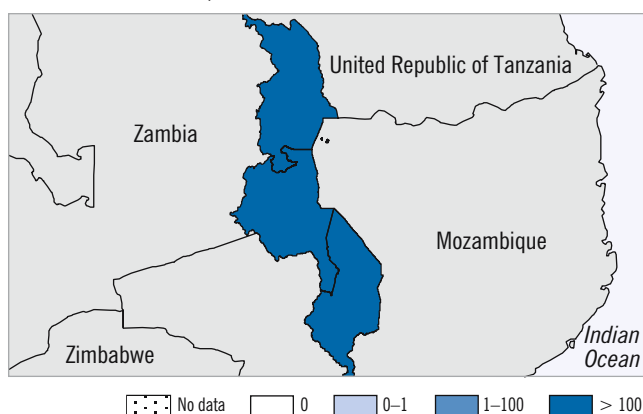 United Republic of Tanzania
Zambia
Mozambique
Zimbabwe
Indian
Ocean
No data 0 0–1 1–100 > 100